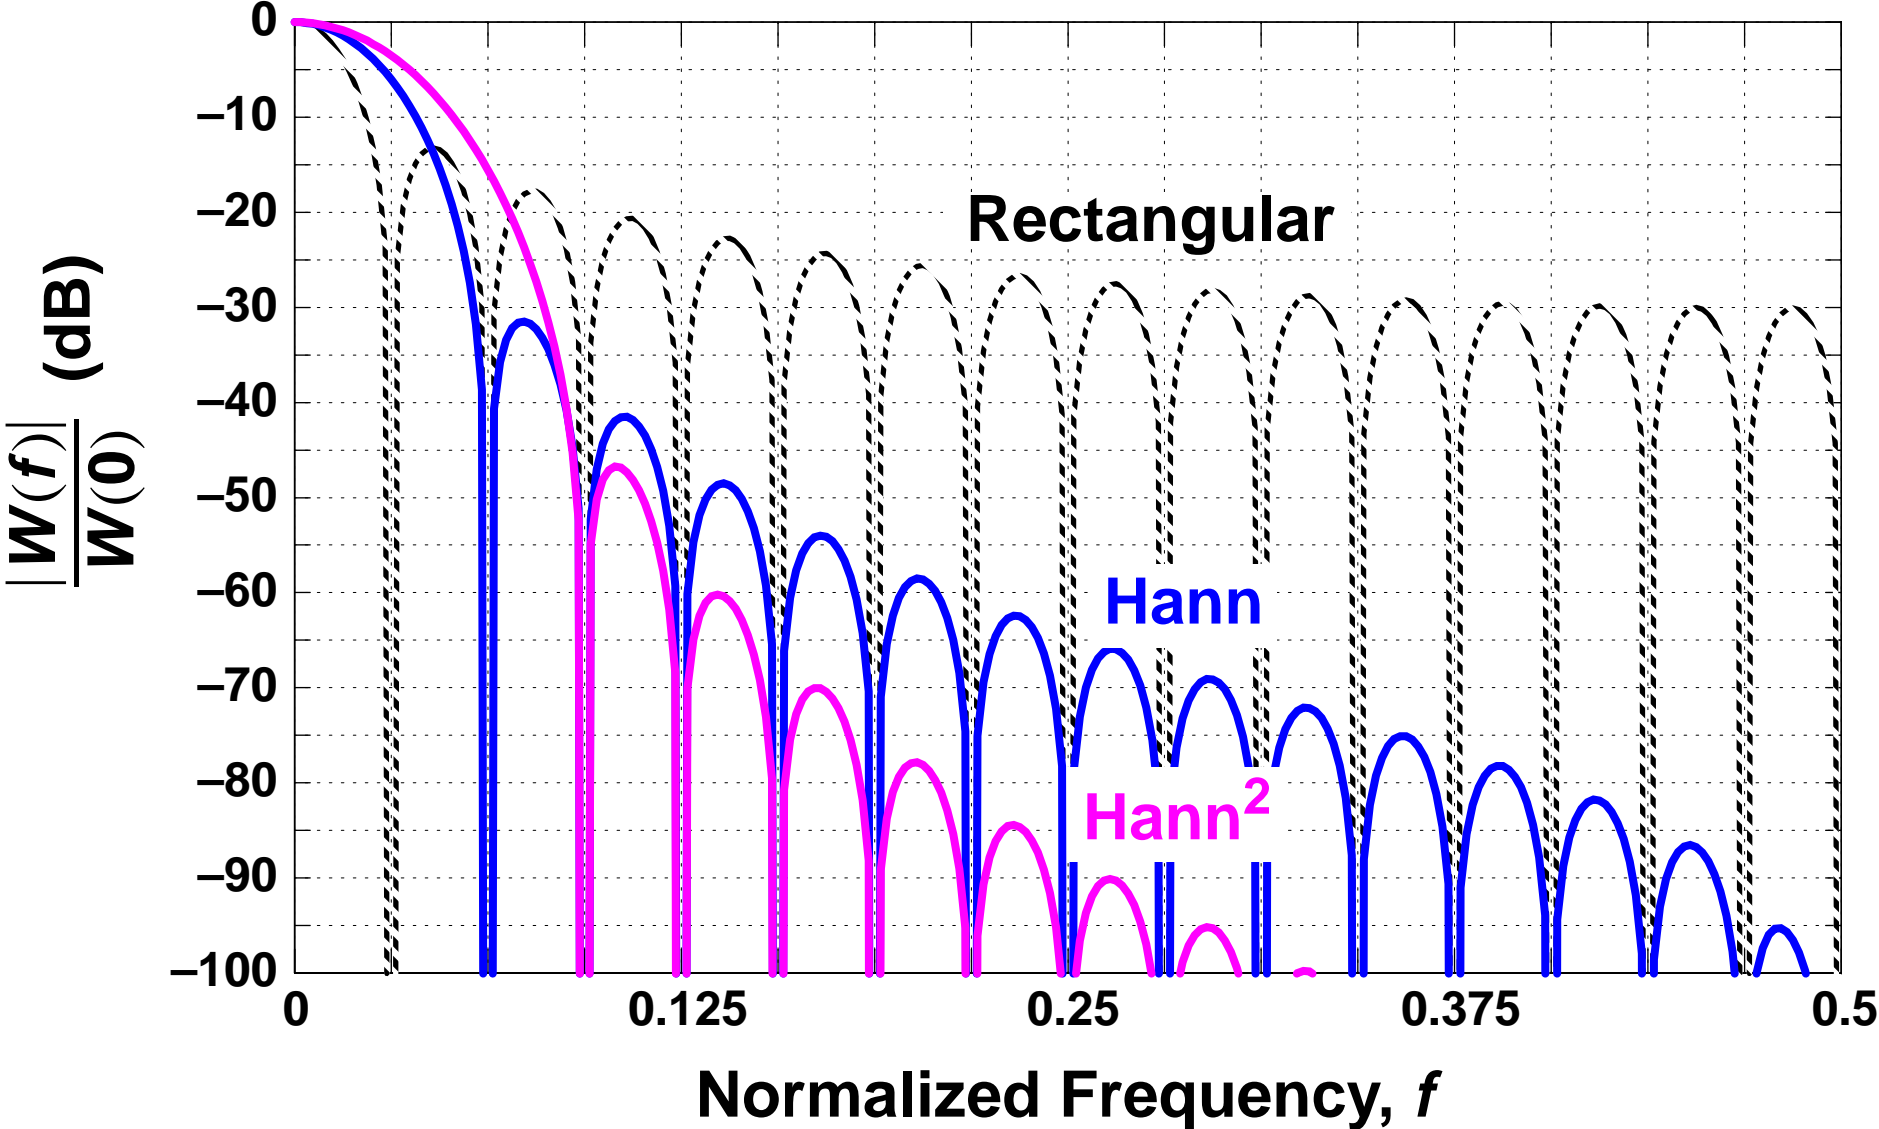 |W(f)|
W(0)
(dB)
0
–10
–20
–30
–40
–50
–60
–70
–80
–90
–100
Rectangular
Hann
Hann²
0 0.125 0.25 0.375 0.5
Normalized Frequency, f